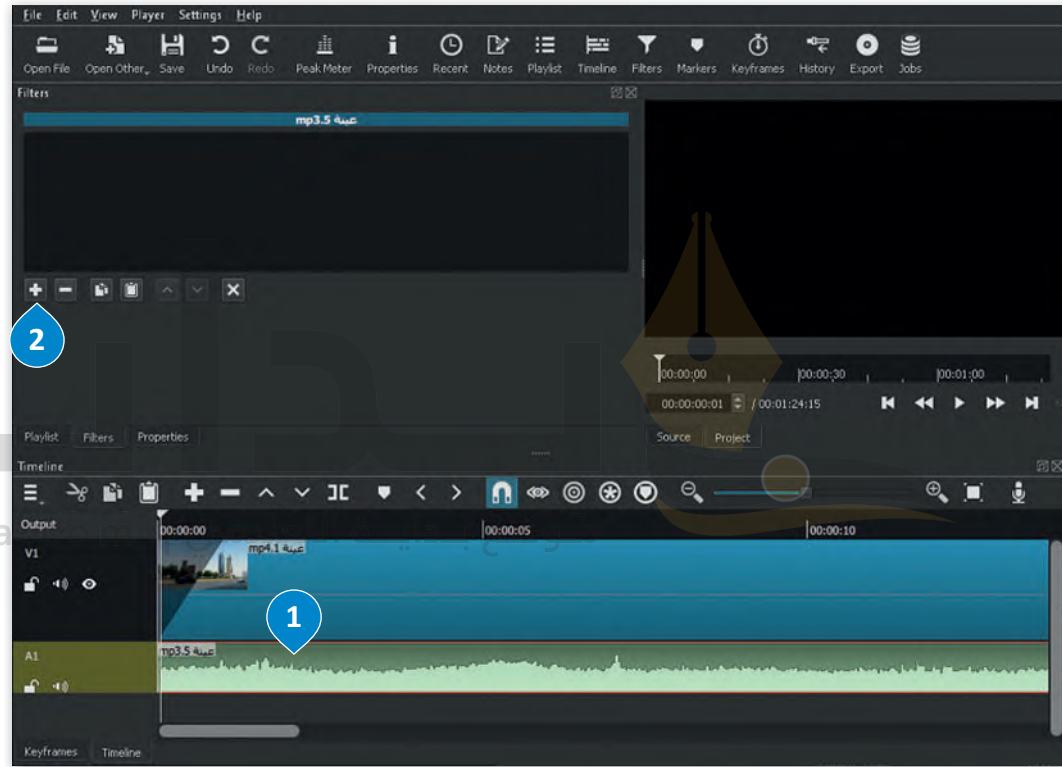 File Edit View Player Settings Help
Open File Open Other... Save Undo Redo Peak Meter Properties Recent Notes Playlist Timeline Filters Markers Keyframes History Export Jobs
Filters
عينة 5.mp3
2
00:00:00 00:00:30 00:01:00
00:00:00:01 / 00:01:24:15
Playlist Filters Properties
Source Project
Timeline
Output 00:00:00 00:00:05 00:00:10
V1
عينة 1.mp4
1
A1
عينة 5.mp3
Keyframes Timeline